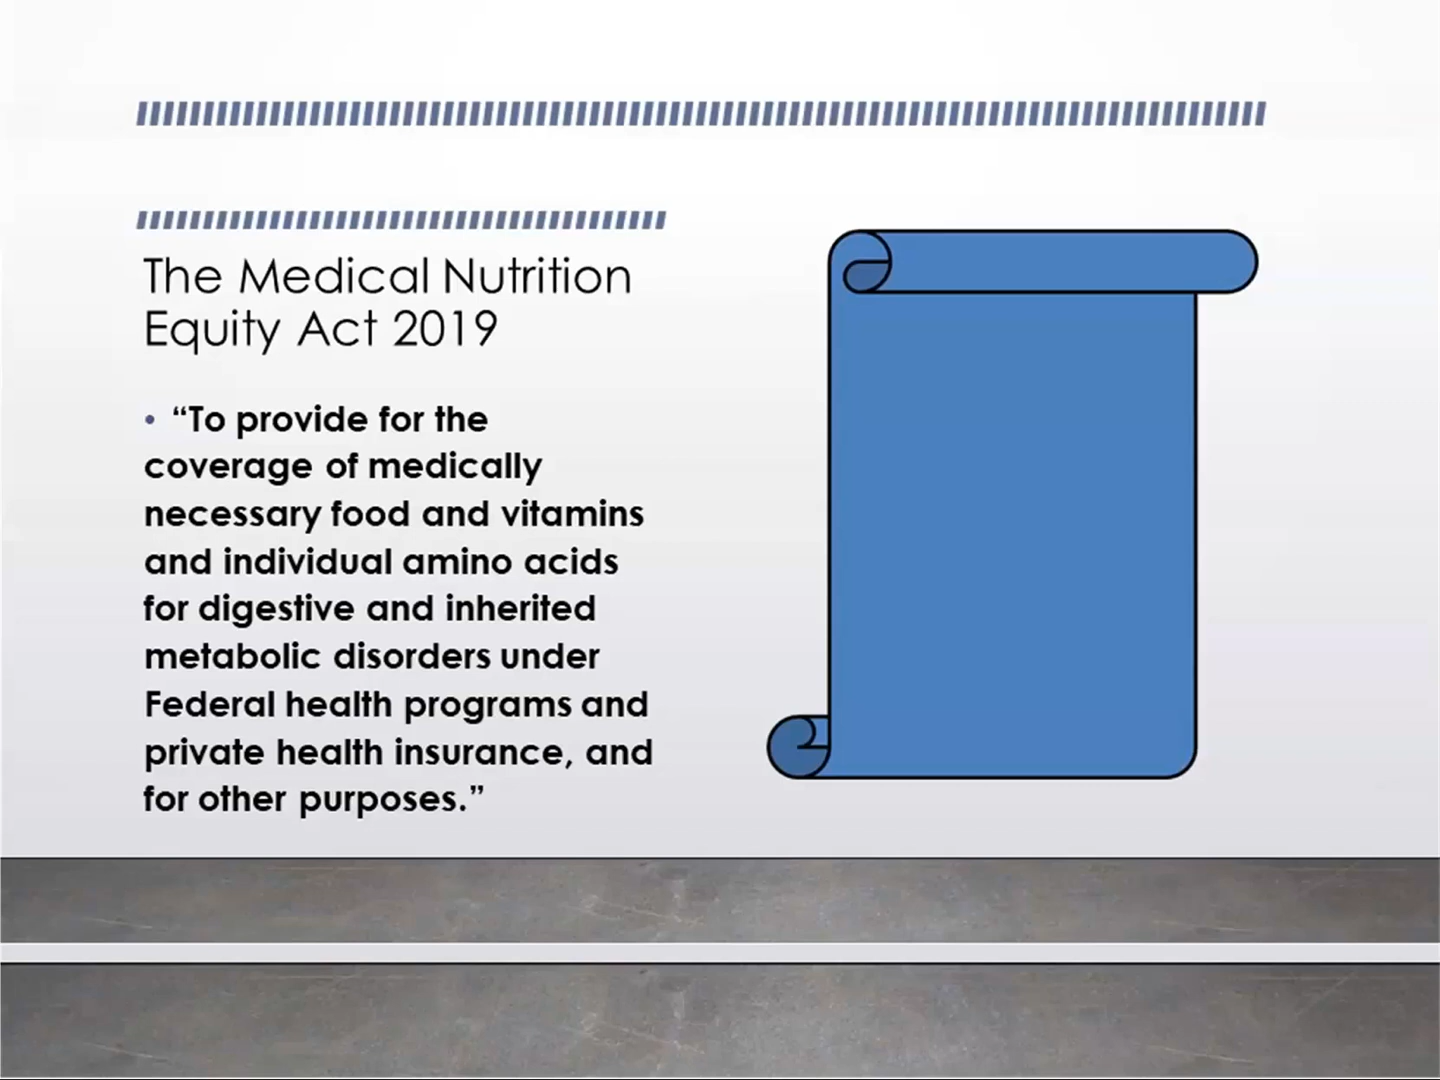 The Medical Nutrition
Equity Act 2019
• “To provide for the
coverage of medically
necessary food and vitamins
and individual amino acids
for digestive and inherited
metabolic disorders under
Federal health programs and
private health insurance, and
for other purposes.”